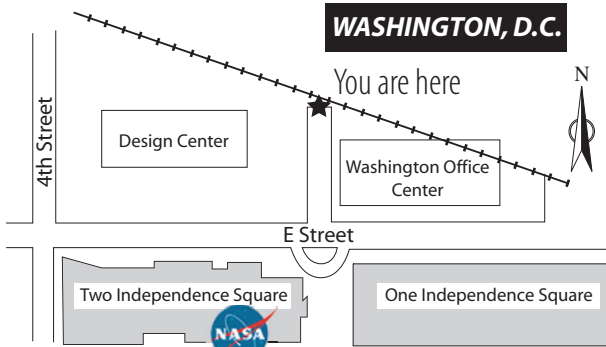 WASHINGTON, D.C.
You are here
N
4th Street
Design Center
Washington Office
Center
E Street
Two Independence Square
One Independence Square
NASA